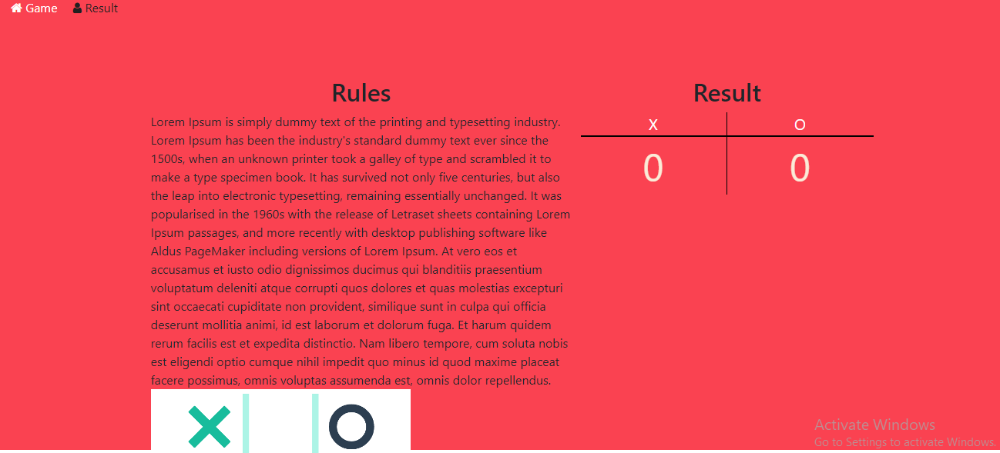 Game Result
Rules
Lorem Ipsum is simply dummy text of the printing and typesetting industry.
Lorem Ipsum has been the industry's standard dummy text ever since the
1500s, when an unknown printer took a galley of type and scrambled it to
make a type specimen book. It has survived not only five centuries, but also
the leap into electronic typesetting, remaining essentially unchanged. It was
popularised in the 1960s with the release of Letraset sheets containing Lorem
Ipsum passages, and more recently with desktop publishing software like
Aldus PageMaker including versions of Lorem Ipsum. At vero eos et
accusamus et iusto odio dignissimos ducimus qui blanditiis praesentium
voluptatum deleniti atque corrupti quos dolores et quas molestias excepturi
sint occaecati cupiditate non provident, similique sunt in culpa qui officia
deserunt mollitia animi, id est laborum et dolorum fuga. Et harum quidem
rerum facilis est et expedita distinctio. Nam libero tempore, cum soluta nobis
est eligendi optio cumque nihil impedit quo minus id quod maxime placeat
facere possimus, omnis voluptas assumenda est, omnis dolor repellendus.
Result
X O
0 0
Activate Windows
Go to Settings to activate Windows.